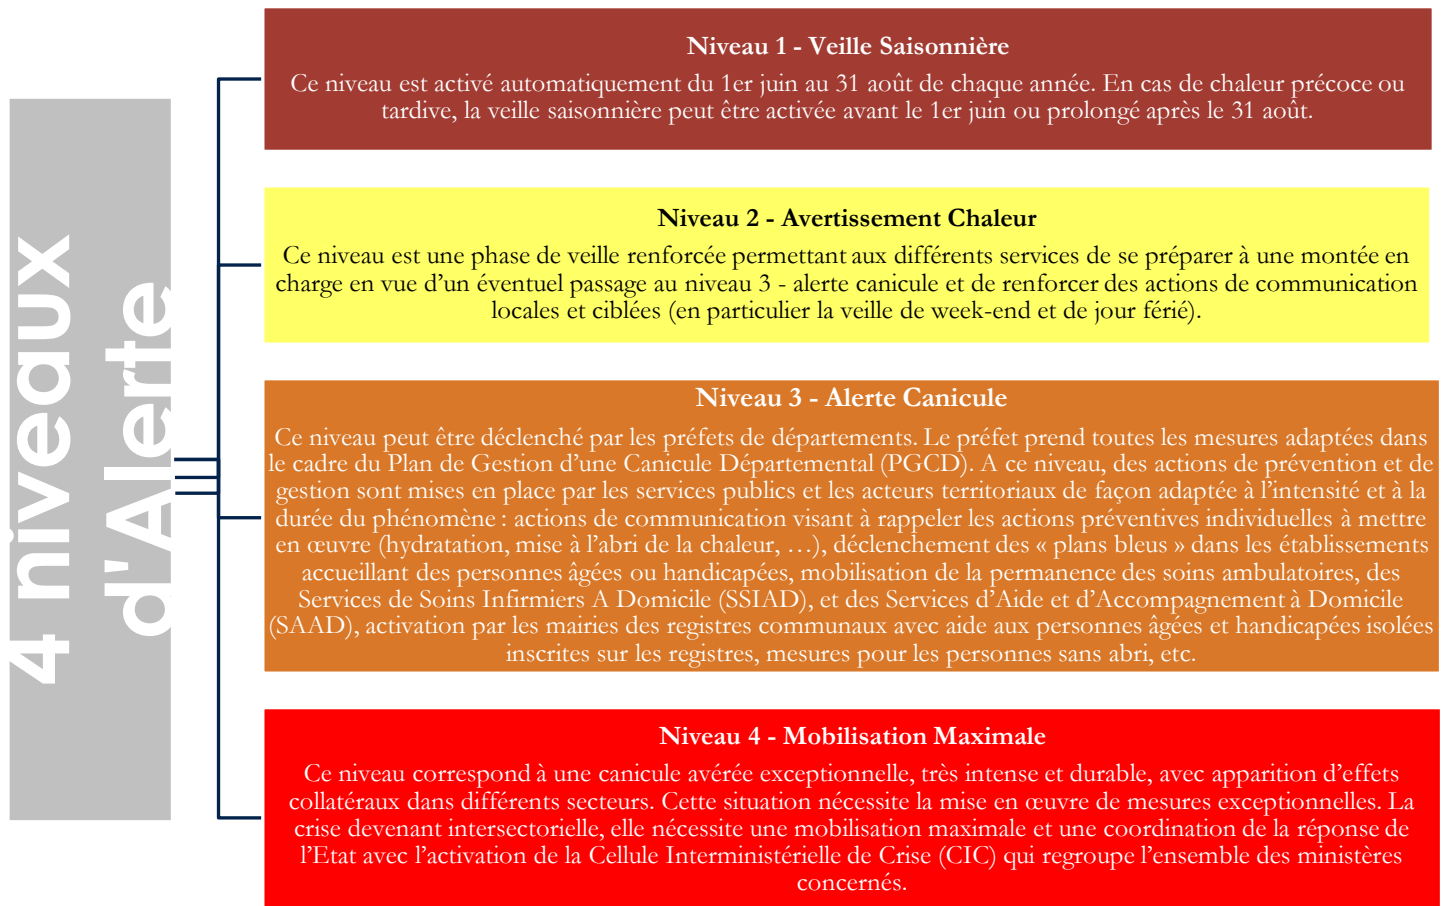 4 niveaux
d'Alerte
Niveau 1 - Veille Saisonnière
Ce niveau est activé automatiquement du 1er juin au 31 août de chaque année. En cas de chaleur précoce ou
tardive, la veille saisonnière peut être activée avant le 1er juin ou prolongé après le 31 août.
Niveau 2 - Avertissement Chaleur
Ce niveau est une phase de veille renforcée permettant aux différents services de se préparer à une montée en
charge en vue d’un éventuel passage au niveau 3 - alerte canicule et de renforcer des actions de communication
locales et ciblées (en particulier la veille de week-end et de jour férié).
Niveau 3 - Alerte Canicule
Ce niveau peut être déclenché par les préfets de départements. Le préfet prend toutes les mesures adaptées dans
le cadre du Plan de Gestion d’une Canicule Départemental (PGCD). A ce niveau, des actions de prévention et de
gestion sont mises en place par les services publics et les acteurs territoriaux de façon adaptée à l’intensité et à la
durée du phénomène : actions de communication visant à rappeler les actions préventives individuelles à mettre
en œuvre (hydratation, mise à l’abri de la chaleur, …), déclenchement des « plans bleus » dans les établissements
accueillant des personnes âgées ou handicapées, mobilisation de la permanence des soins ambulatoires, des
Services de Soins Infirmiers A Domicile (SSIAD), et des Services d’Aide et d’Accompagnement à Domicile
(SAAD), activation par les mairies des registres communaux avec aide aux personnes âgées et handicapées isolées
inscrites sur les registres, mesures pour les personnes sans abri, etc.
Niveau 4 - Mobilisation Maximale
Ce niveau correspond à une canicule avérée exceptionnelle, très intense et durable, avec apparition d’effets
collatéraux dans différents secteurs. Cette situation nécessite la mise en œuvre de mesures exceptionnelles. La
crise devenant intersectorielle, elle nécessite une mobilisation maximale et une coordination de la réponse de
l’Etat avec l’activation de la Cellule Interministérielle de Crise (CIC) qui regroupe l’ensemble des ministères
concernés.